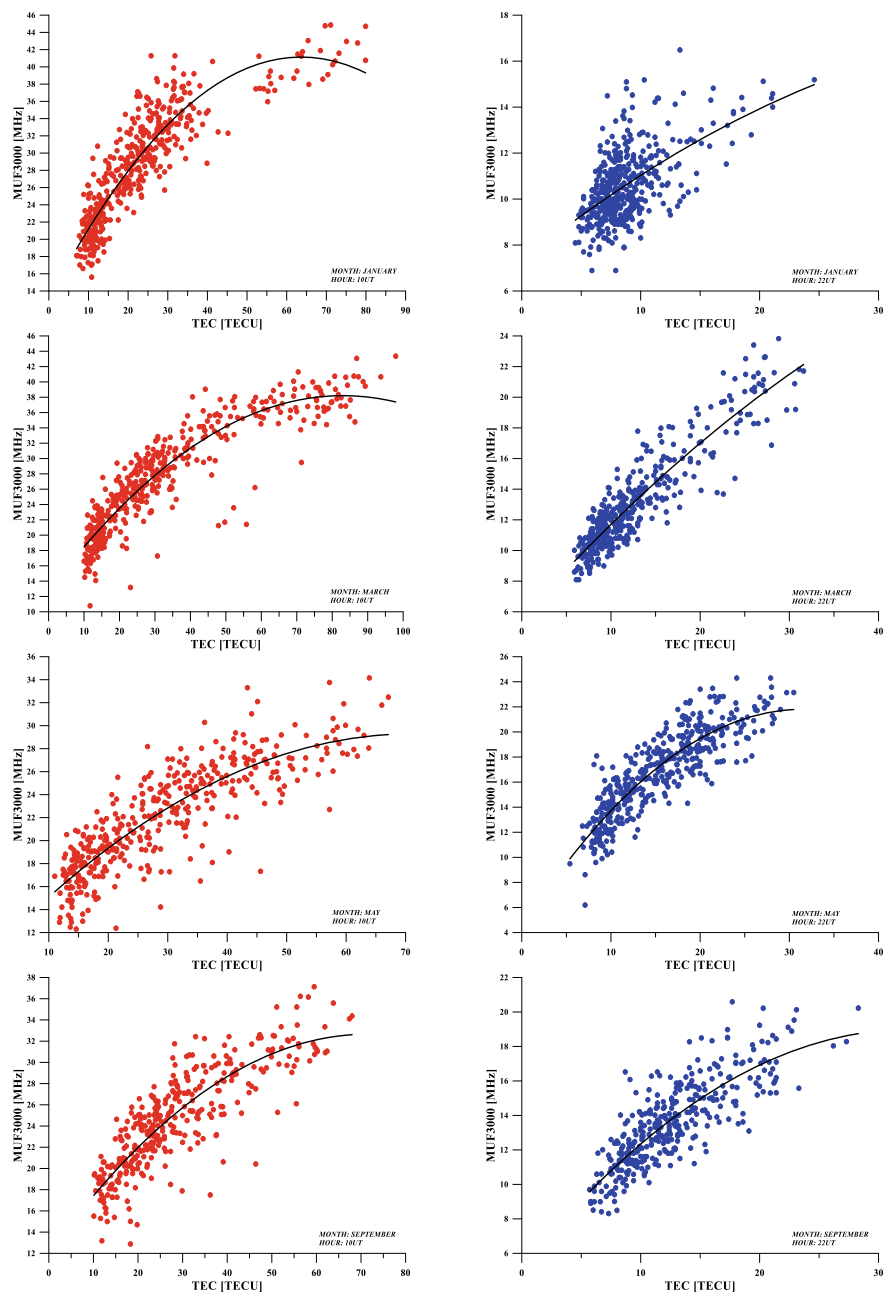 46
44
42
40
38
36
34
32
30
28
26
24
22
20
18
16
14
MUF3000 [MHz]
0 10 20 30 40 50 60 70 80 90
TEC [TECU]
MONTH: JANUARY
HOUR: 10UT
18
16
14
12
10
8
6
MUF3000 [MHz]
0 10 20 30
TEC [TECU]
MONTH: JANUARY
HOUR: 22UT
46
44
42
40
38
36
34
32
30
28
26
24
22
20
18
16
14
12
10
MUF3000 [MHz]
0 10 20 30 40 50 60 70 80 90 100
TEC [TECU]
MONTH: MARCH
HOUR: 10UT
24
22
20
18
16
14
12
10
8
6
MUF3000 [MHz]
0 10 20 30 40
TEC [TECU]
MONTH: MARCH
HOUR: 22UT
36
34
32
30
28
26
24
22
20
18
16
14
12
MUF3000 [MHz]
10 20 30 40 50 60 70
TEC [TECU]
MONTH: MAY
HOUR: 10UT
26
24
22
20
18
16
14
12
10
8
6
4
MUF3000 [MHz]
0 10 20 30 40
TEC [TECU]
MONTH: MAY
HOUR: 22UT
38
36
34
32
30
28
26
24
22
20
18
16
14
12
MUF3000 [MHz]
0 10 20 30 40 50 60 70 80
TEC [TECU]
MONTH: SEPTEMBER
HOUR: 10UT
22
20
18
16
14
12
10
8
6
MUF3000 [MHz]
0 10 20 30 40
TEC [TECU]
MONTH: SEPTEMBER
HOUR: 22UT